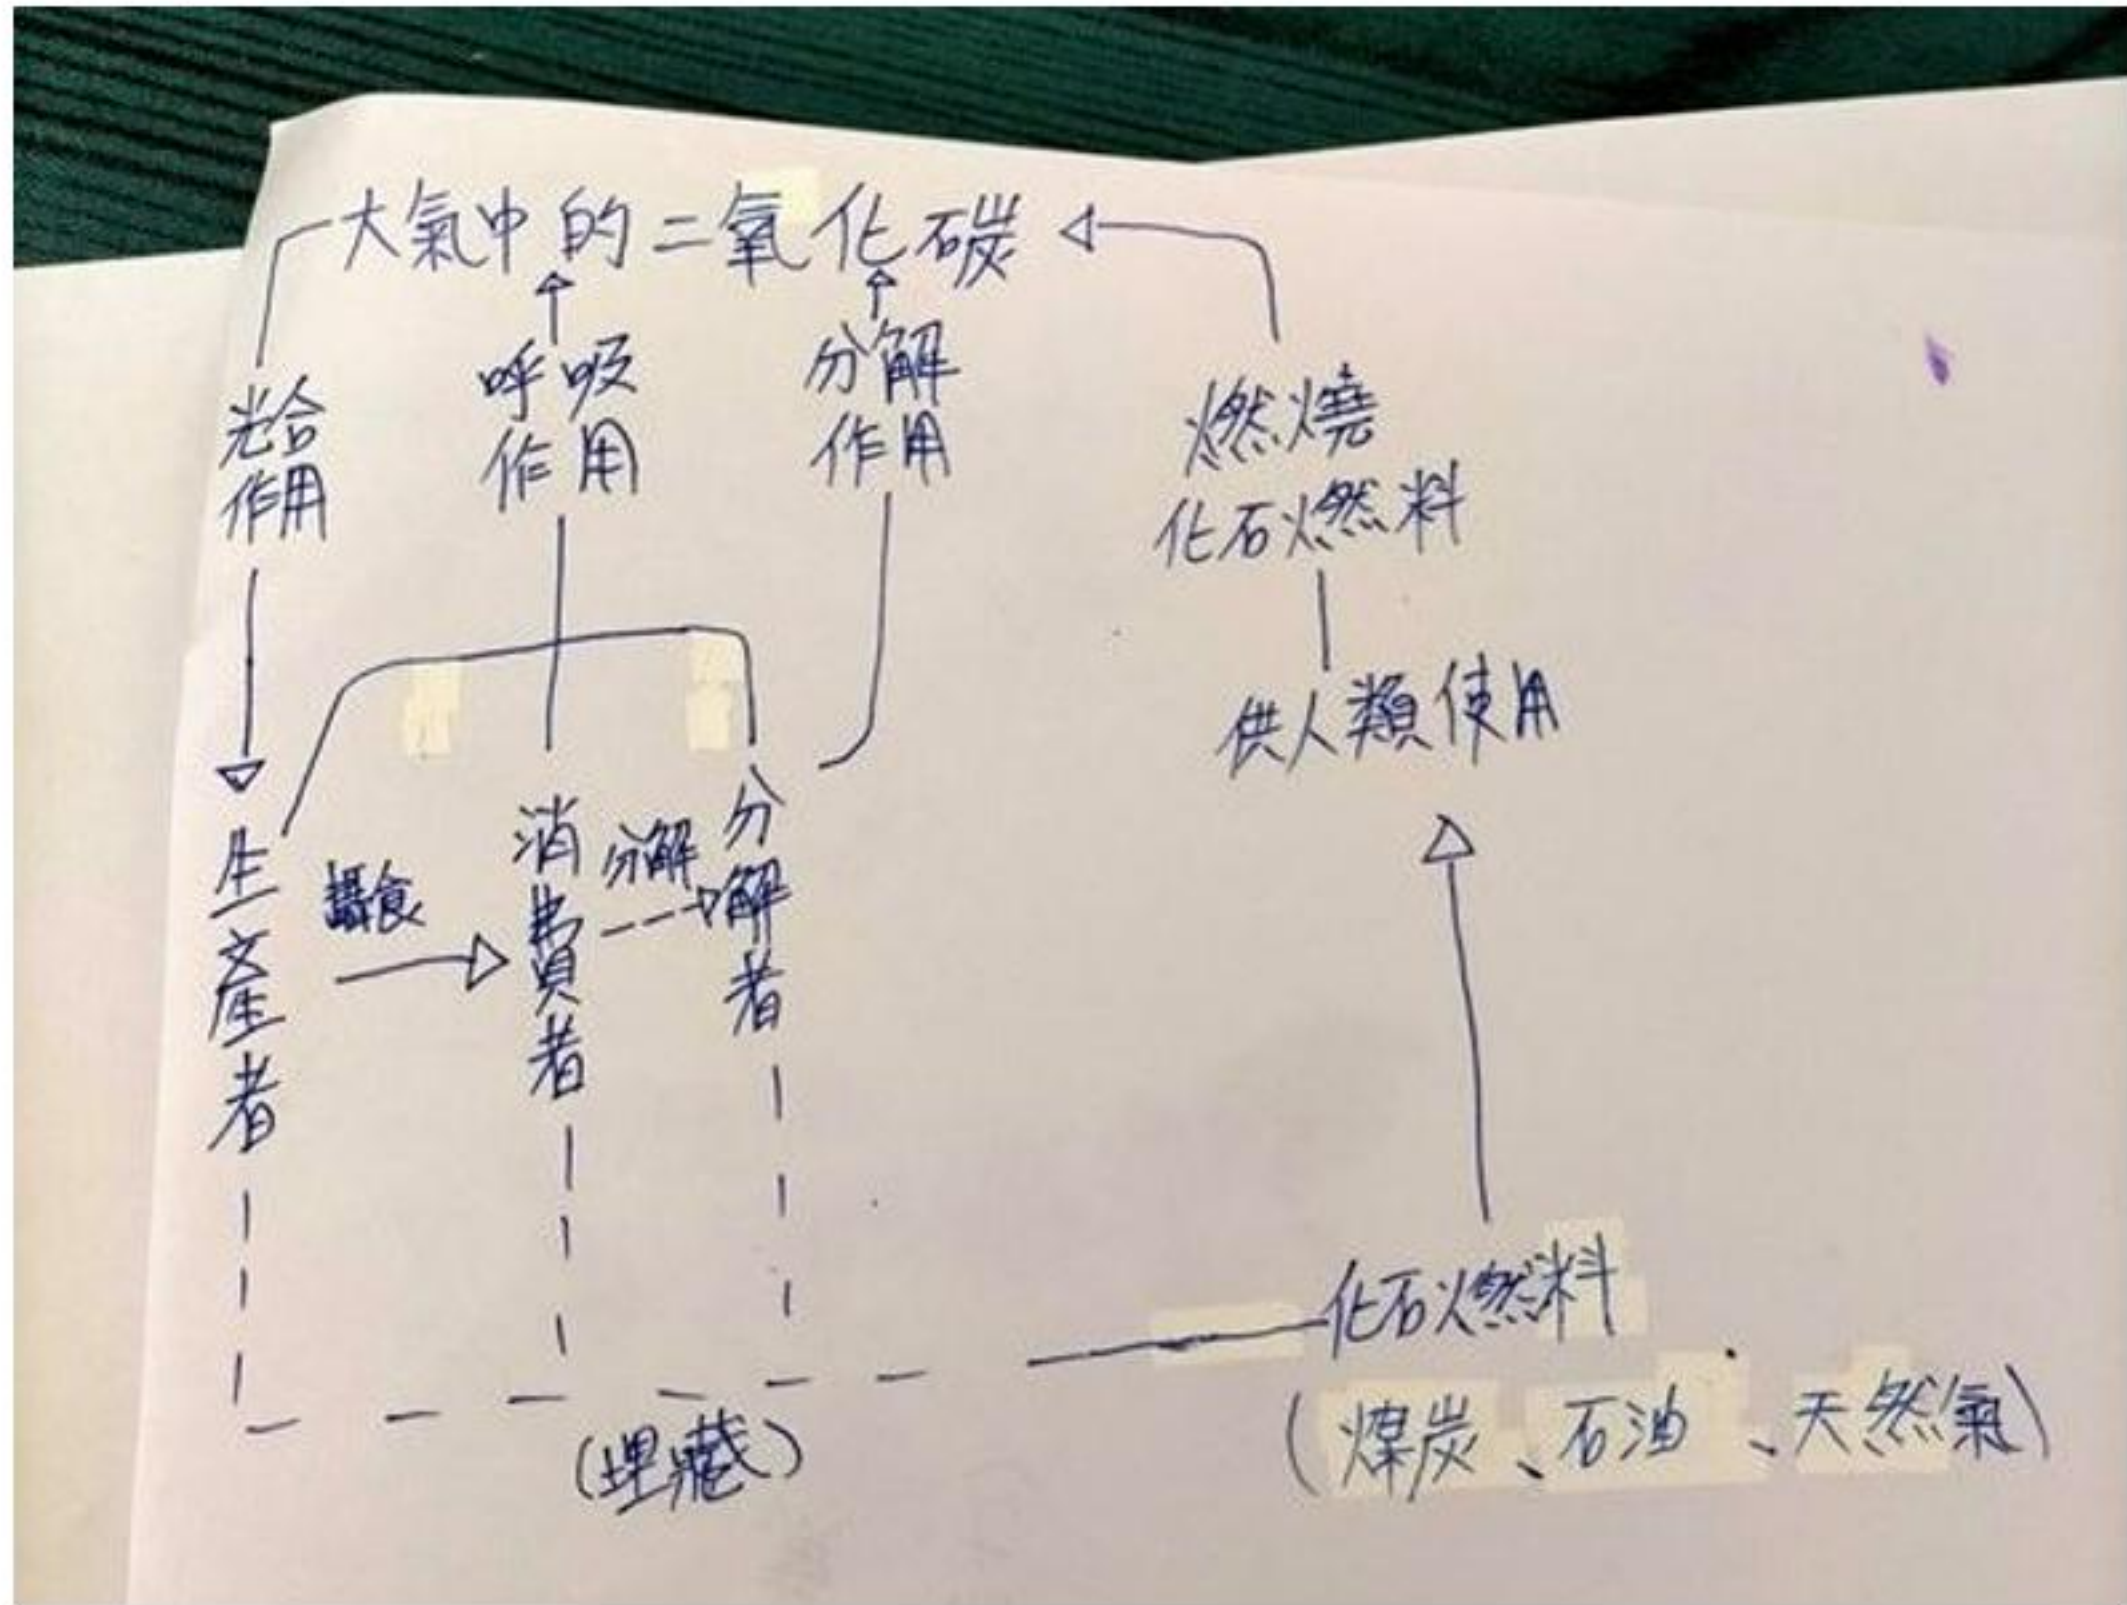 大氣中的二氧化碳
光合
作用
呼吸
作用
分解
作用
燃燒
化石燃料
供人類使用
生產者
攝食
消費者
分解
分解者
化石燃料
(煤炭、石油、天然氣)
(埋藏)